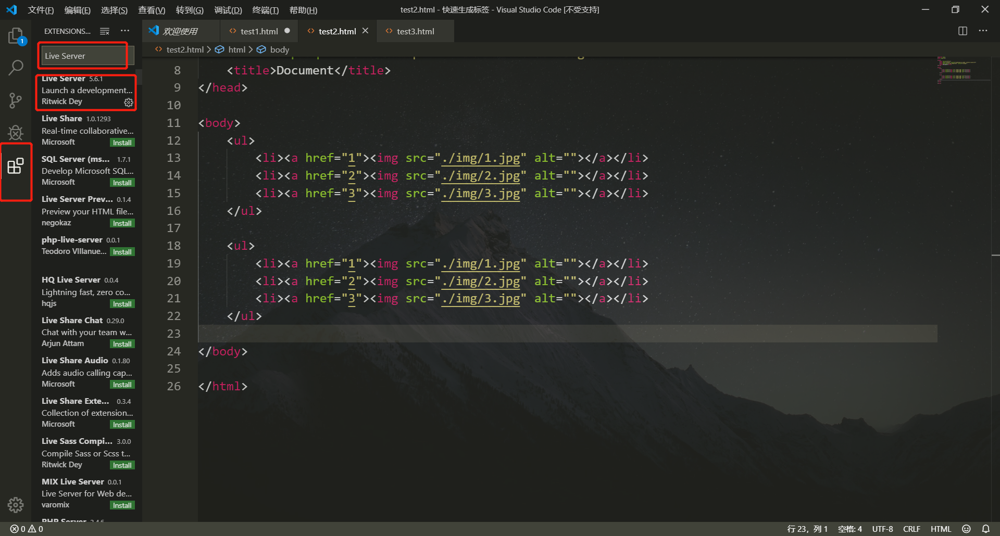 文件(F) 编辑(E) 选择(S) 查看(V) 转到(G) 调试(D) 终端(T) 帮助(H) test2.html - 快速生成标签 - Visual Studio Code [不受支持]
EXTENSIONS...
欢迎使用 test1.html test2.html test3.html
test2.html html body
1
Live Server
Live Server 5.6.1
Launch a development...
Ritwick Dey
Live Share 1.0.1293
Real-time collaborative...
Microsoft Install
SQL Server (ms... 1.7.1
Develop Microsoft SQL...
Microsoft Install
Live Server Prev... 0.1.4
Preview your HTML file...
negokaz Install
php-live-server 0.0.1
Teodoro VIllanue... Install
HQ Live Server 0.0.4
Lightning fast, zero co...
hqjs Install
Live Share Chat 0.29.0
Chat with your team w...
Arjun Attam Install
Live Share Audio 0.1.80
Adds audio calling cap...
Microsoft Install
Live Share Exte... 0.3.4
Collection of extension...
Microsoft Install
Live Sass Compi... 3.0.0
Compile Sass or Scss t...
Ritwick Dey Install
MIX Live Server 0.0.1
Live Server for Web de...
varomix Install
PHP Server 2.4.6
8 <title>Document</title>
9 </head>
10
11 <body>
12 <ul>
13 <li><a href="1"><img src="./img/1.jpg" alt=""></a></li>
14 <li><a href="2"><img src="./img/2.jpg" alt=""></a></li>
15 <li><a href="3"><img src="./img/3.jpg" alt=""></a></li>
16 </ul>
17
18 <ul>
19 <li><a href="1"><img src="./img/1.jpg" alt=""></a></li>
20 <li><a href="2"><img src="./img/2.jpg" alt=""></a></li>
21 <li><a href="3"><img src="./img/3.jpg" alt=""></a></li>
22 </ul>
23
24 </body>
25
26 </html>
0 0 行 23，列 1 空格: 4 UTF-8 CRLF HTML